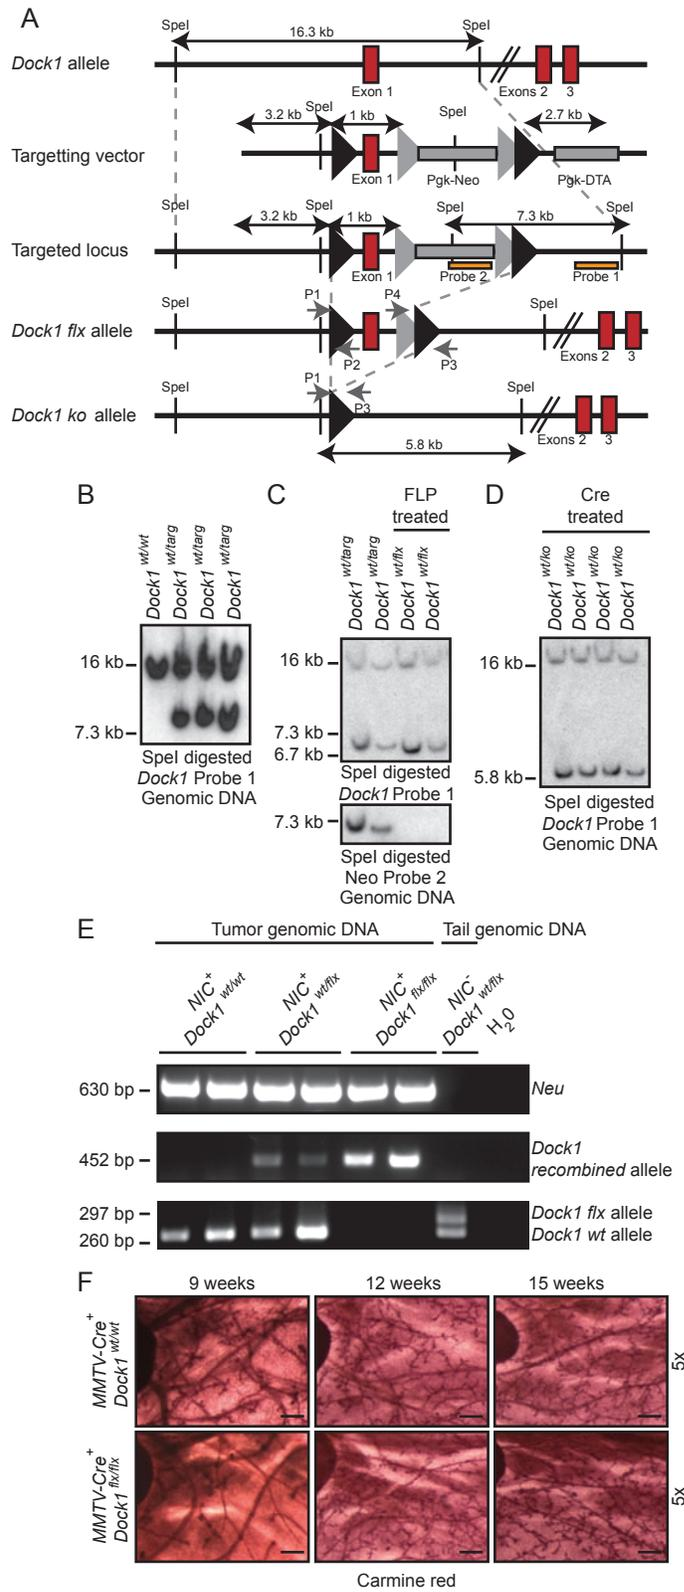 A
SpeI SpeI
16.3 kb
Dock1 allele
Exon 1 Exons 2 3
3.2 kb SpeI 1 kb SpeI 2.7 kb
Targetting vector
Exon 1 Pgk-Neo Pgk-DTA
SpeI SpeI SpeI
3.2 kb 1 kb 7.3 kb
Targeted locus
Exon 1 Probe 2 Probe 1
SpeI P1 P4 SpeI
Dock1 flx allele
P2 P3 Exons 2 3
SpeI P1 SpeI
Dock1 ko allele
P3 Exons 2 3
5.8 kb
B
Dock1 wt/wt
Dock1 wt/targ
Dock1 wt/targ
Dock1 wt/targ
16 kb
7.3 kb
SpeI digested
Dock1 Probe 1
Genomic DNA
C
FLP
treated
Dock1 wt/targ
Dock1 wt/targ
Dock1 wt/flx
Dock1 wt/flx
16 kb
7.3 kb
6.7 kb
SpeI digested
Dock1 Probe 1
7.3 kb
SpeI digested
Neo Probe 2
Genomic DNA
D
Cre
treated
Dock1 wt/ko
Dock1 wt/ko
Dock1 wt/ko
Dock1 wt/ko
16 kb
5.8 kb
SpeI digested
Dock1 Probe 1
Genomic DNA
E
Tumor genomic DNA Tail genomic DNA
NIC+
Dock1 wt/wt
NIC+
Dock1 wt/flx
NIC+
Dock1 flx/flx
NIC-
Dock1 wt/flx
H20
630 bp Neu
452 bp Dock1
recombined allele
297 bp Dock1 flx allele
260 bp Dock1 wt allele
F
9 weeks 12 weeks 15 weeks
MMTV-Cre+
Dock1 wt/wt
5x
MMTV-Cre+
Dock1 flx/flx
5x
Carmine red